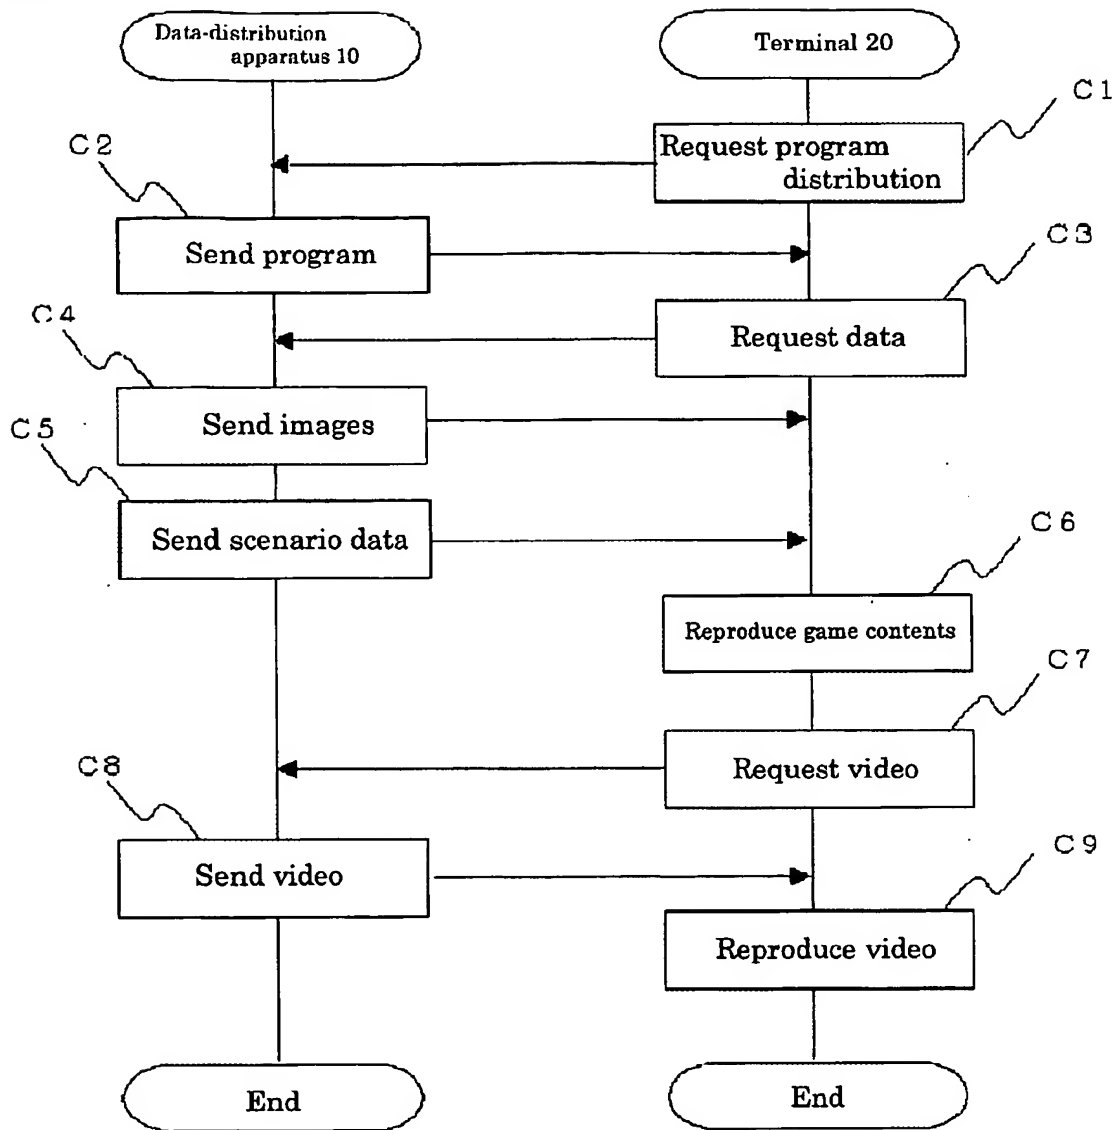 Data-distribution
apparatus 10
Terminal 20
C1
Request program
distribution
C2
Send program
C3
Request data
C4
Send images
C5
Send scenario data
C6
Reproduce game contents
C7
Request video
C8
Send video
C9
Reproduce video
End
End